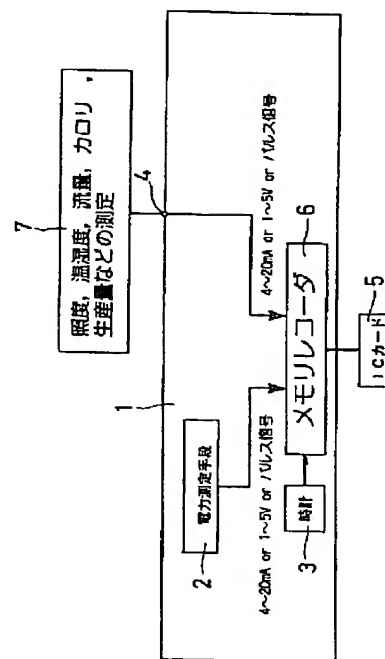 7
照度，温湿度，流量，カロリ，
生産量などの測定
4
1
電力測定手段
2
4〜20mA or 1〜5V or パルス信号
4〜20mA or 1〜5V or パルス信号
メモリレコーダ
6
時計
3
ICカード
5